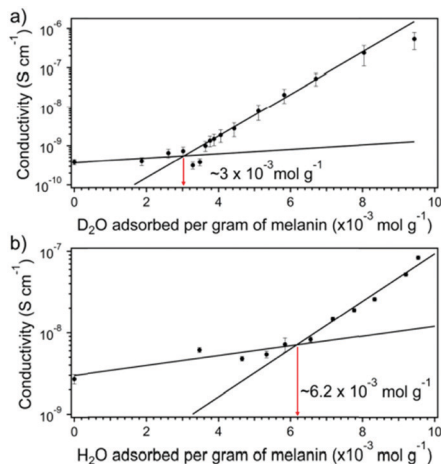 a)
10⁻⁶
10⁻⁷
10⁻⁸
10⁻⁹
10⁻¹⁰
Conductivity (S cm⁻¹)
~3 x 10⁻³ mol g⁻¹
0 2 4 6 8 10
D₂O adsorbed per gram of melanin (x10⁻³ mol g⁻¹)
b)
10⁻⁷
10⁻⁸
10⁻⁹
Conductivity (S cm⁻¹)
~6.2 x 10⁻³ mol g⁻¹
0 2 4 6 8 10
H₂O adsorbed per gram of melanin (x10⁻³ mol g⁻¹)